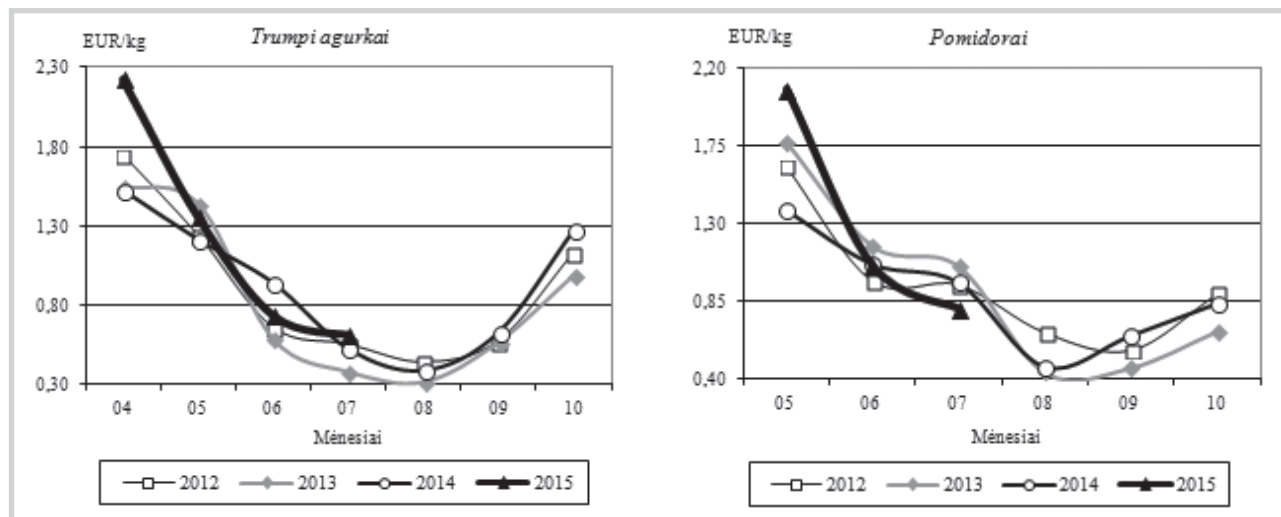 EUR/kg Trumpi agurkai
2,30
1,80
1,30
0,80
0,30
04 05 06 07 08 09 10
Mėnesiai
2012 2013 2014 2015
EUR/kg Pomidorai
2,20
1,75
1,30
0,85
0,40
05 06 07 08 09 10
Mėnesiai
2012 2013 2014 2015